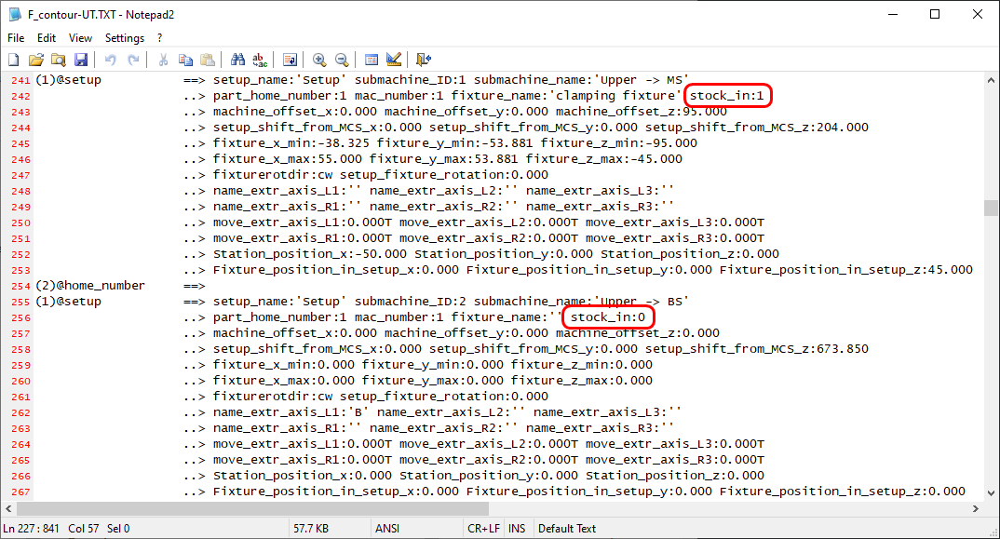 F_contour-UT.TXT - Notepad2
File Edit View Settings ?
241 (1)@setup ==> setup_name:'Setup' submachine_ID:1 submachine_name:'Upper -> MS'
242 ..> part_home_number:1 mac_number:1 fixture_name:'clamping fixture' stock_in:1
243 ..> machine_offset_x:0.000 machine_offset_y:0.000 machine_offset_z:95.000
244 ..> setup_shift_from_MCS_x:0.000 setup_shift_from_MCS_y:0.000 setup_shift_from_MCS_z:204.000
245 ..> fixture_x_min:-38.325 fixture_y_min:-53.881 fixture_z_min:-95.000
246 ..> fixture_x_max:55.000 fixture_y_max:53.881 fixture_z_max:-45.000
247 ..> fixturerotdir:cw setup_fixture_rotation:0.000
248 ..> name_extr_axis_L1:'' name_extr_axis_L2:'' name_extr_axis_L3:''
249 ..> name_extr_axis_R1:'' name_extr_axis_R2:'' name_extr_axis_R3:''
250 ..> move_extr_axis_L1:0.000T move_extr_axis_L2:0.000T move_extr_axis_L3:0.000T
251 ..> move_extr_axis_R1:0.000T move_extr_axis_R2:0.000T move_extr_axis_R3:0.000T
252 ..> Station_position_x:-50.000 Station_position_y:0.000 Station_position_z:0.000
253 ..> Fixture_position_in_setup_x:0.000 Fixture_position_in_setup_y:0.000 Fixture_position_in_setup_z:45.000
254 (2)@home_number ==>
255 (1)@setup ==> setup_name:'Setup' submachine_ID:2 submachine_name:'Upper -> BS'
256 ..> part_home_number:1 mac_number:1 fixture_name:'' stock_in:0
257 ..> machine_offset_x:0.000 machine_offset_y:0.000 machine_offset_z:0.000
258 ..> setup_shift_from_MCS_x:0.000 setup_shift_from_MCS_y:0.000 setup_shift_from_MCS_z:673.850
259 ..> fixture_x_min:0.000 fixture_y_min:0.000 fixture_z_min:0.000
260 ..> fixture_x_max:0.000 fixture_y_max:0.000 fixture_z_max:0.000
261 ..> fixturerotdir:cw setup_fixture_rotation:0.000
262 ..> name_extr_axis_L1:'B' name_extr_axis_L2:'' name_extr_axis_L3:''
263 ..> name_extr_axis_R1:'' name_extr_axis_R2:'' name_extr_axis_R3:''
264 ..> move_extr_axis_L1:0.000T move_extr_axis_L2:0.000T move_extr_axis_L3:0.000T
265 ..> move_extr_axis_R1:0.000T move_extr_axis_R2:0.000T move_extr_axis_R3:0.000T
266 ..> Station_position_x:0.000 Station_position_y:0.000 Station_position_z:0.000
267 ..> Fixture_position_in_setup_x:0.000 Fixture_position_in_setup_y:0.000 Fixture_position_in_setup_z:0.000
Ln 227 : 841 Col 57 Sel 0 57.7 KB ANSI CR+LF INS Default Text